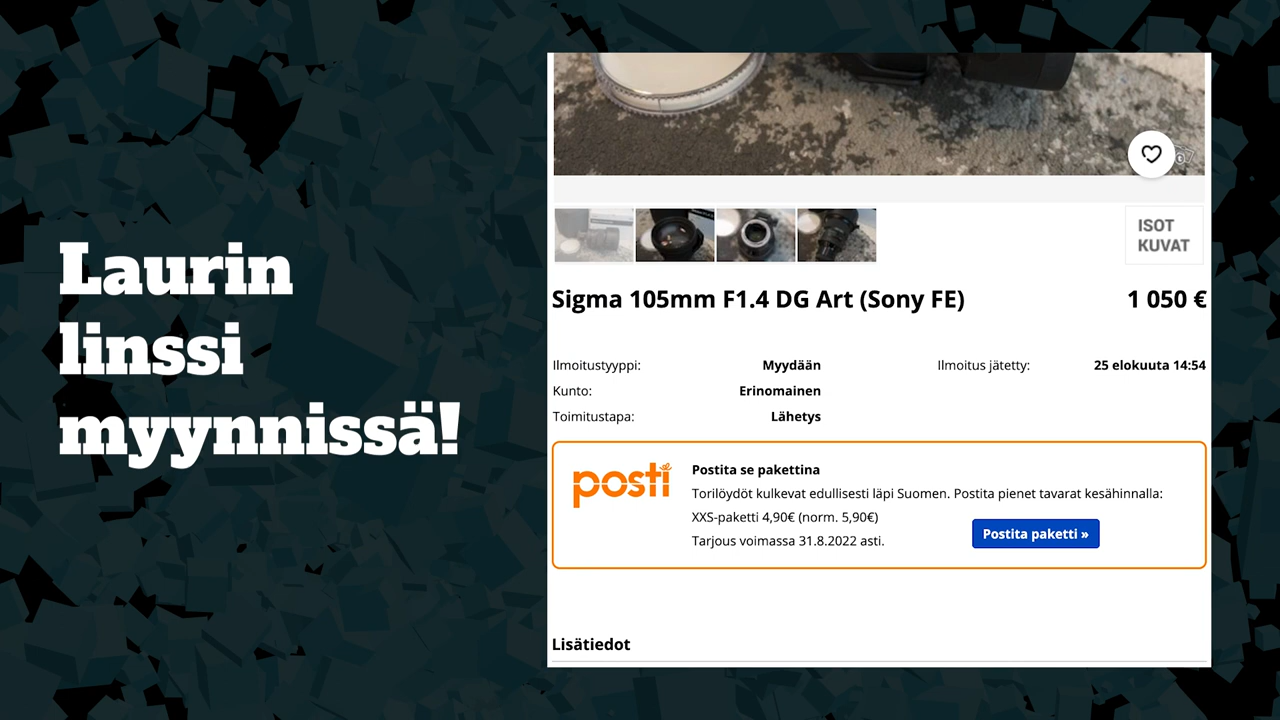 Laurin
linssi
myynnissä!
ISOT
KUVAT
Sigma 105mm F1.4 DG Art (Sony FE) 1 050 €
Ilmoitustyyppi: Myydään Ilmoitus jätetty: 25 elokuuta 14:54
Kunto: Erinomainen
Toimitustapa: Lähetys
posti
Postita se pakettina
Torilöydöt kulkevat edullisesti läpi Suomen. Postita pienet tavarat kesähinnalla:
XXS-paketti 4,90€ (norm. 5,90€)
Tarjous voimassa 31.8.2022 asti.
Postita paketti »
Lisätiedot